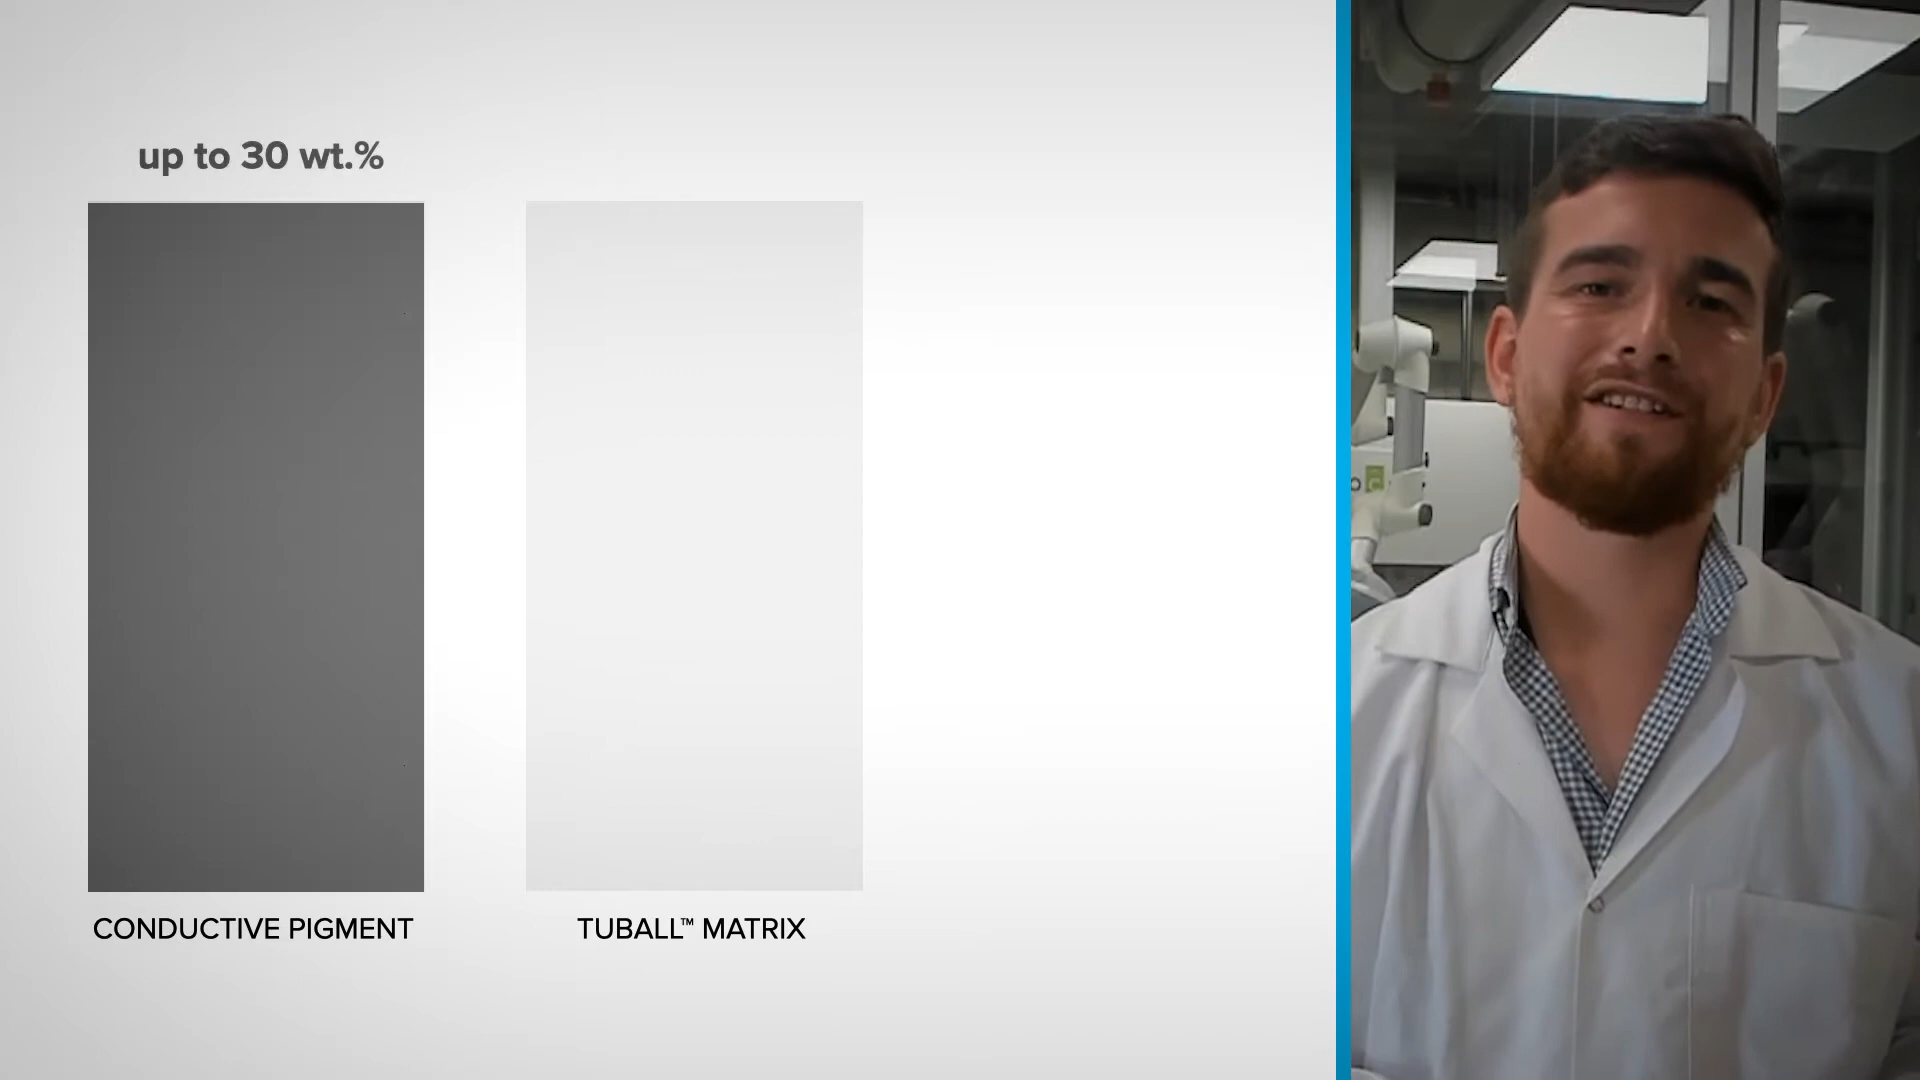 up to 30 wt.%
CONDUCTIVE PIGMENT
TUBALL™ MATRIX